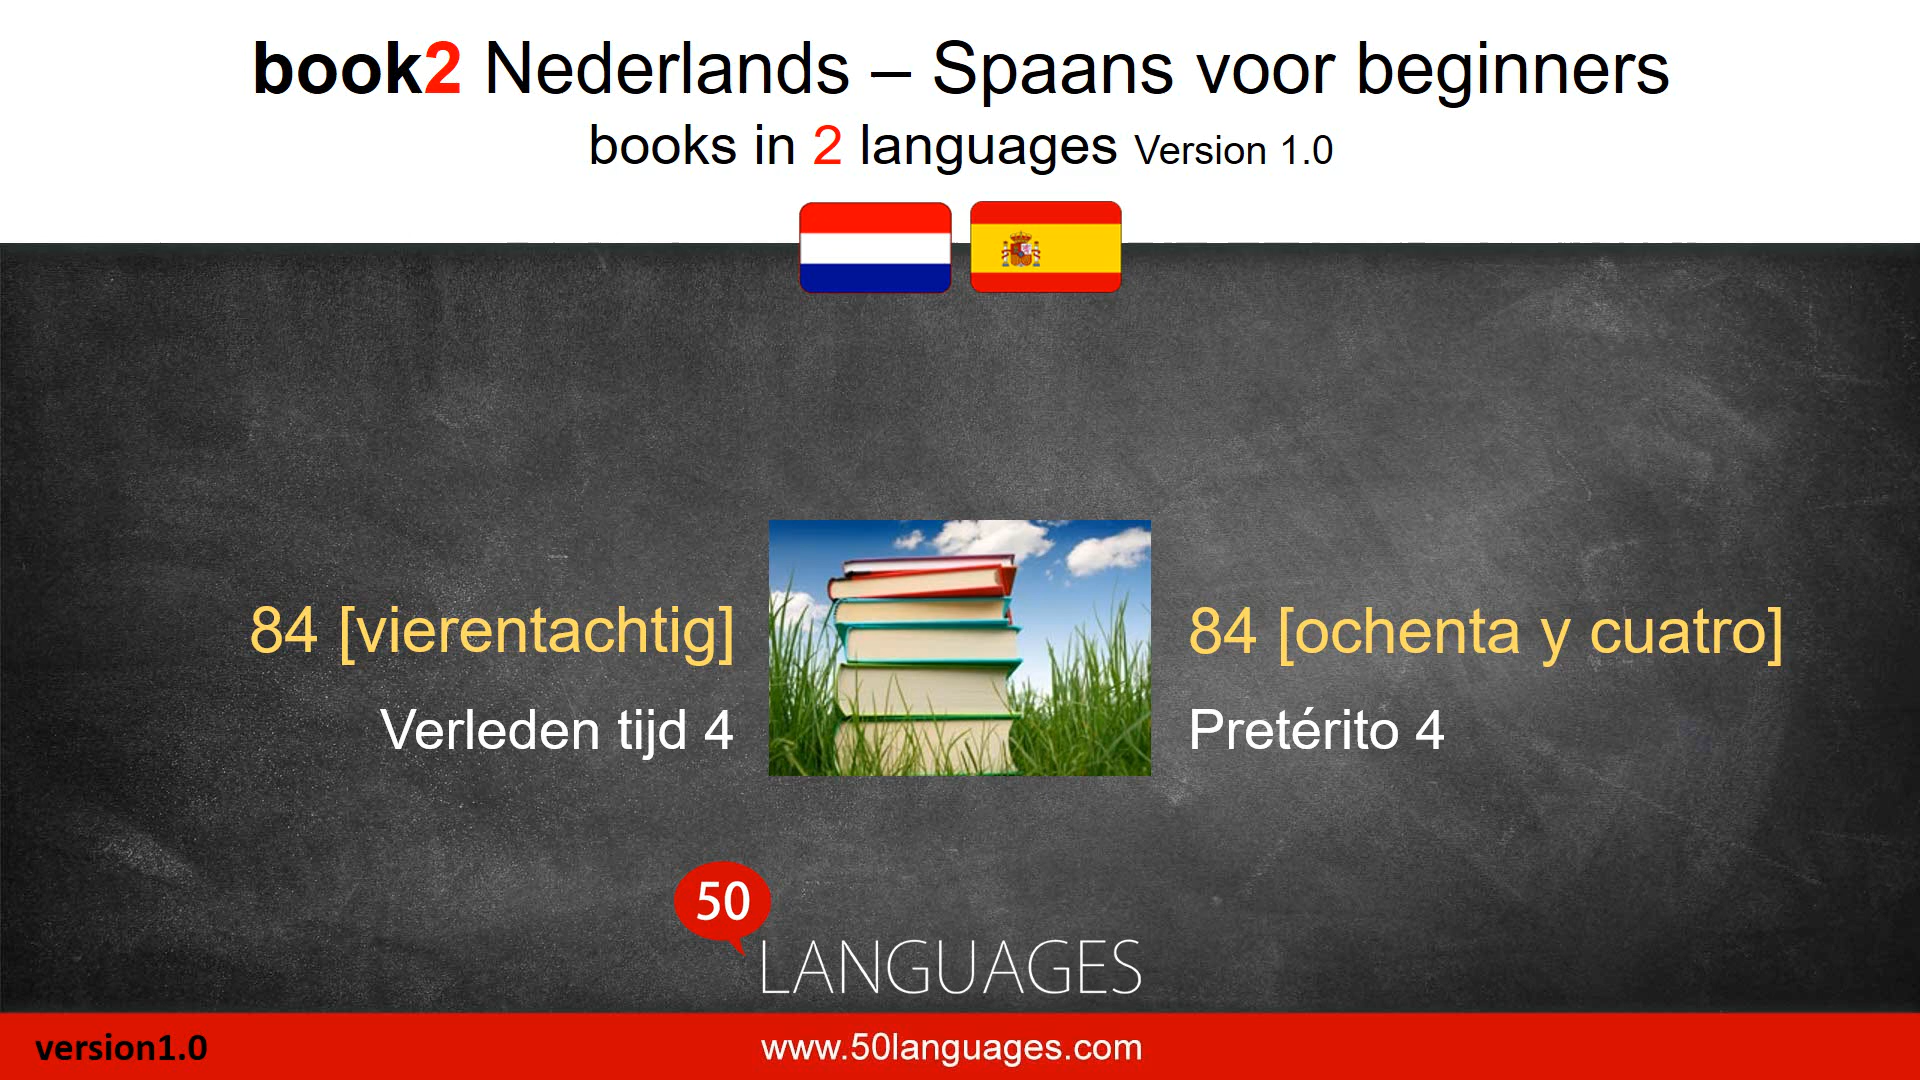 book2 Nederlands – Spaans voor beginners
books in 2 languages Version 1.0
84 [vierentachtig]
Verleden tijd 4
84 [ochenta y cuatro]
Pretérito 4
50
LANGUAGES
version1.0
www.50languages.com